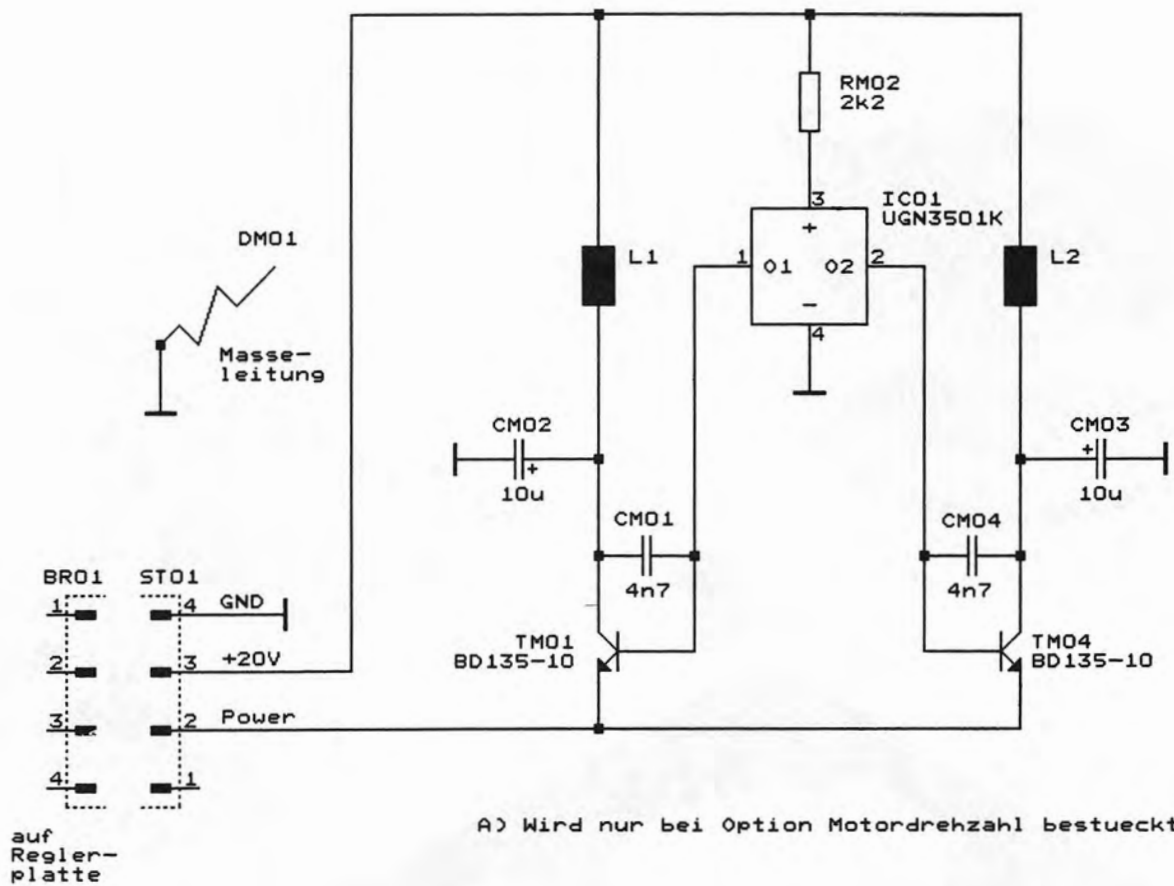 RM02
2k2
3
IC01
UGN3501K
+
DM01
L1
1
O1
O2
2
L2
-
4
Masse-
leitung
CM02
+
10u
CM03
+
10u
CM01
4n7
CM04
4n7
BR01
ST01
1
4
GND
TM01
BD135-10
TM04
BD135-10
2
3
+20V
3
2
Power
4
1
A) Wird nur bei Option Motordrehzahl bestueckt
auf
Regler-
platte